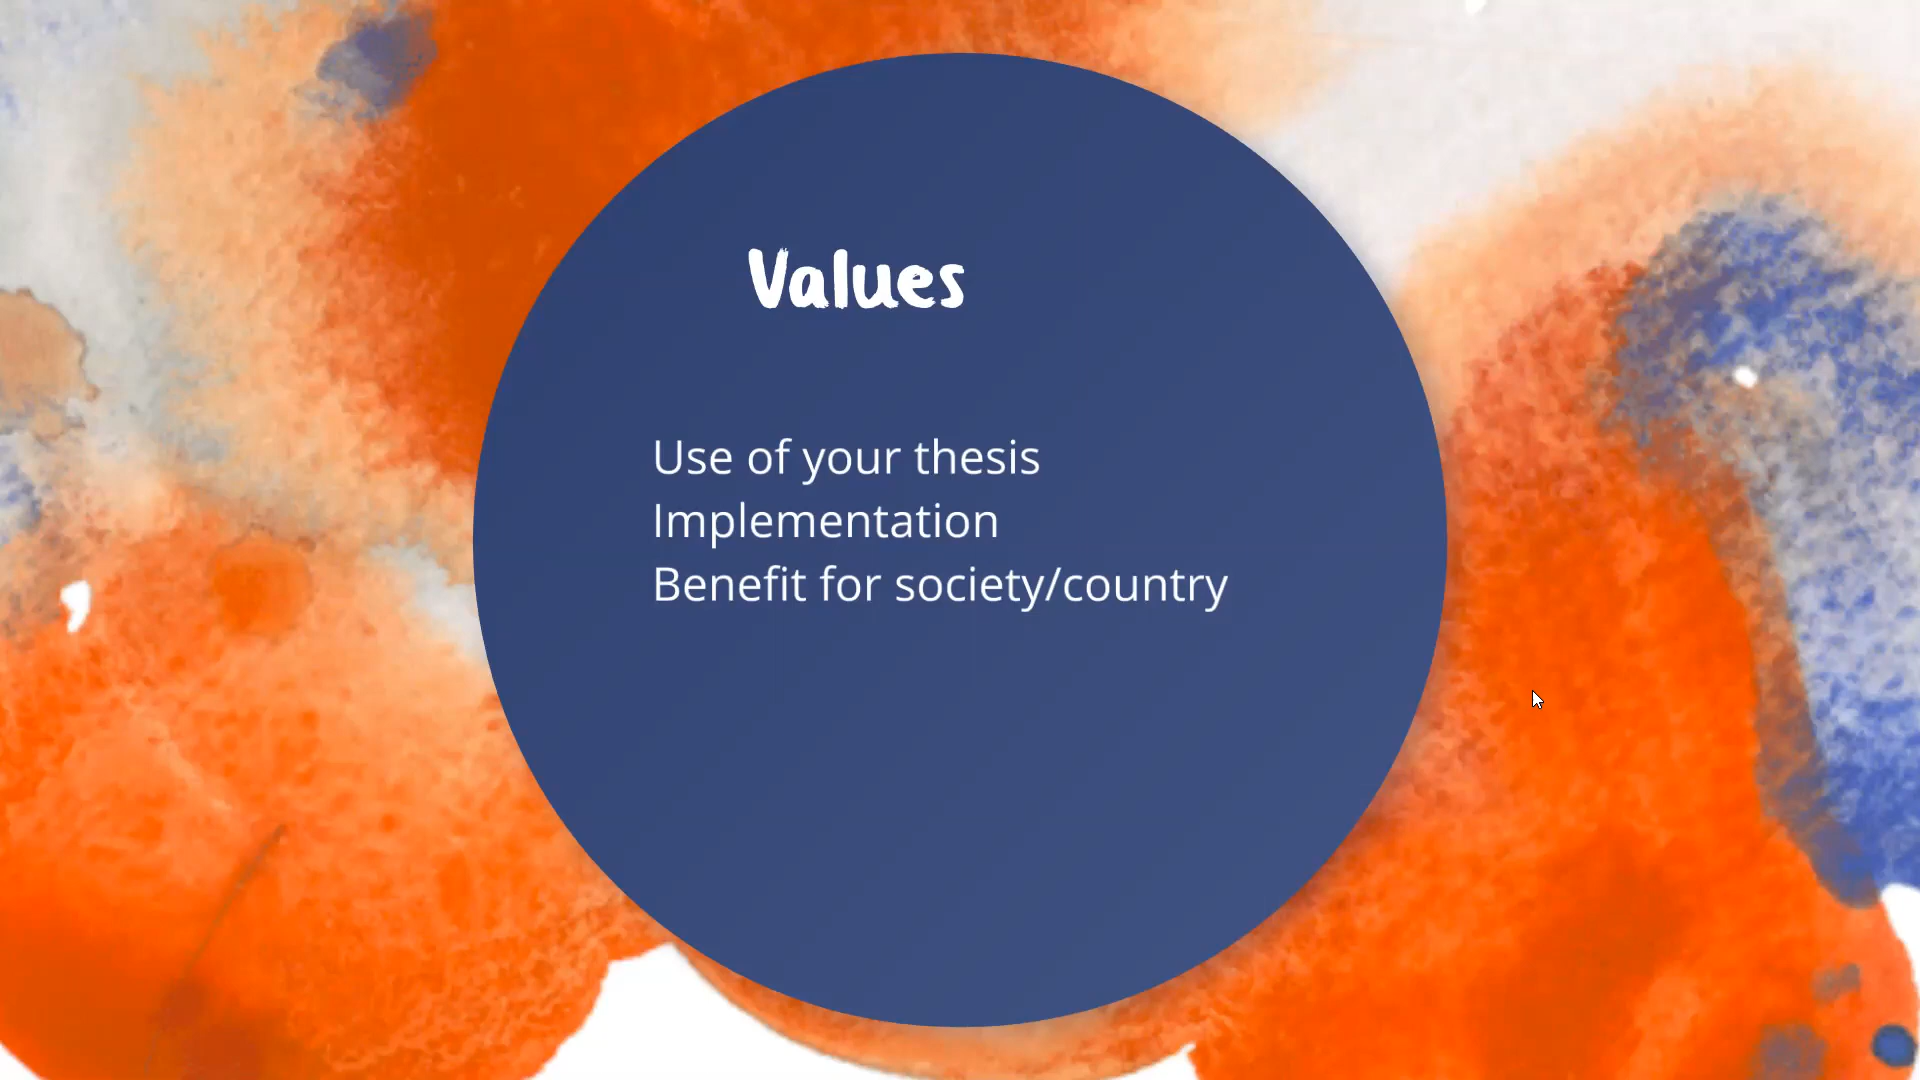 Values
Use of your thesis
Implementation
Benefit for society/country